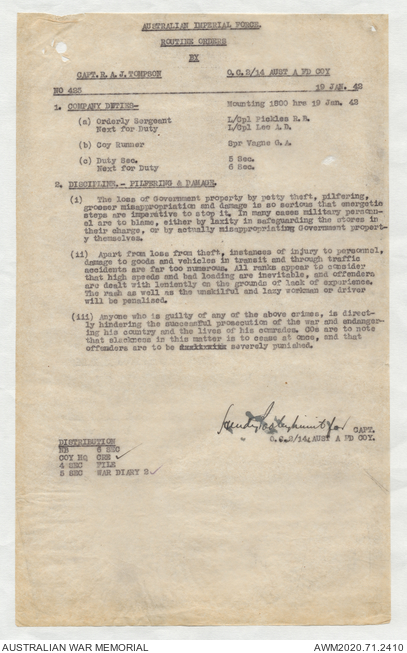 AUSTRALIAN IMPERIAL FORCE.
ROUTINE ORDERS
BY
CAPT.R.A.J. TOMPSON O.C.2/14 AUST A FD COY
NO 423 19 JAN. 42
1. COMPANY DUTIES- Mounting 1800 hrs 19 Jan. 42
(a) Orderly Sergeant L/Cpl Pickles R.R.
Next for Duty L/Cpl Lee A.D.
(b) Coy Runner Spr Vagne G.A.
(c) Duty Sec. 5 Sec.
Next for Duty 6 Sec.
2. DISCIPLINE.- PILFERING & DAMAGE.
(i) The loss of Government property by petty theft, pilfering,
grosser misappropriation and damage is so serious that energetic
steps are imperative to stop it. In many cases military personn-
el are to blame, either by laxity in safeguarding the stores in
their charge, or by actually misappropriating Government propert-
y themselves.
(ii) Apart from loss from theft, instances of injury to personnel,
damage to goods and vehicles in transit and through traffic
accidents are far too numerous. All ranks appear to consider
that high speeds and bad loading are inevitable, and offenders
are dealt with leniently on the grounds of lack of experience.
The rash as well as the unskilful and lazy workman or driver
will be penalised.
(iii) Anyone who is guilty of any of the above crimes, is direct-
ly hindering the successful prosecution of the war and endanger-
ing his country and the lives of his comrades. COs are to note
that slackness in this matter is to cease at once, and that
offenders are to be severely punished.
for CAPT.
O.C.2/14 AUST A FD COY.
DISTRIBUTION
NB 6 SEC
COY HQ
4 SEC FILE
5 SEC WAR DIARY 2
AUSTRALIAN WAR MEMORIAL AWM2020.71.2410